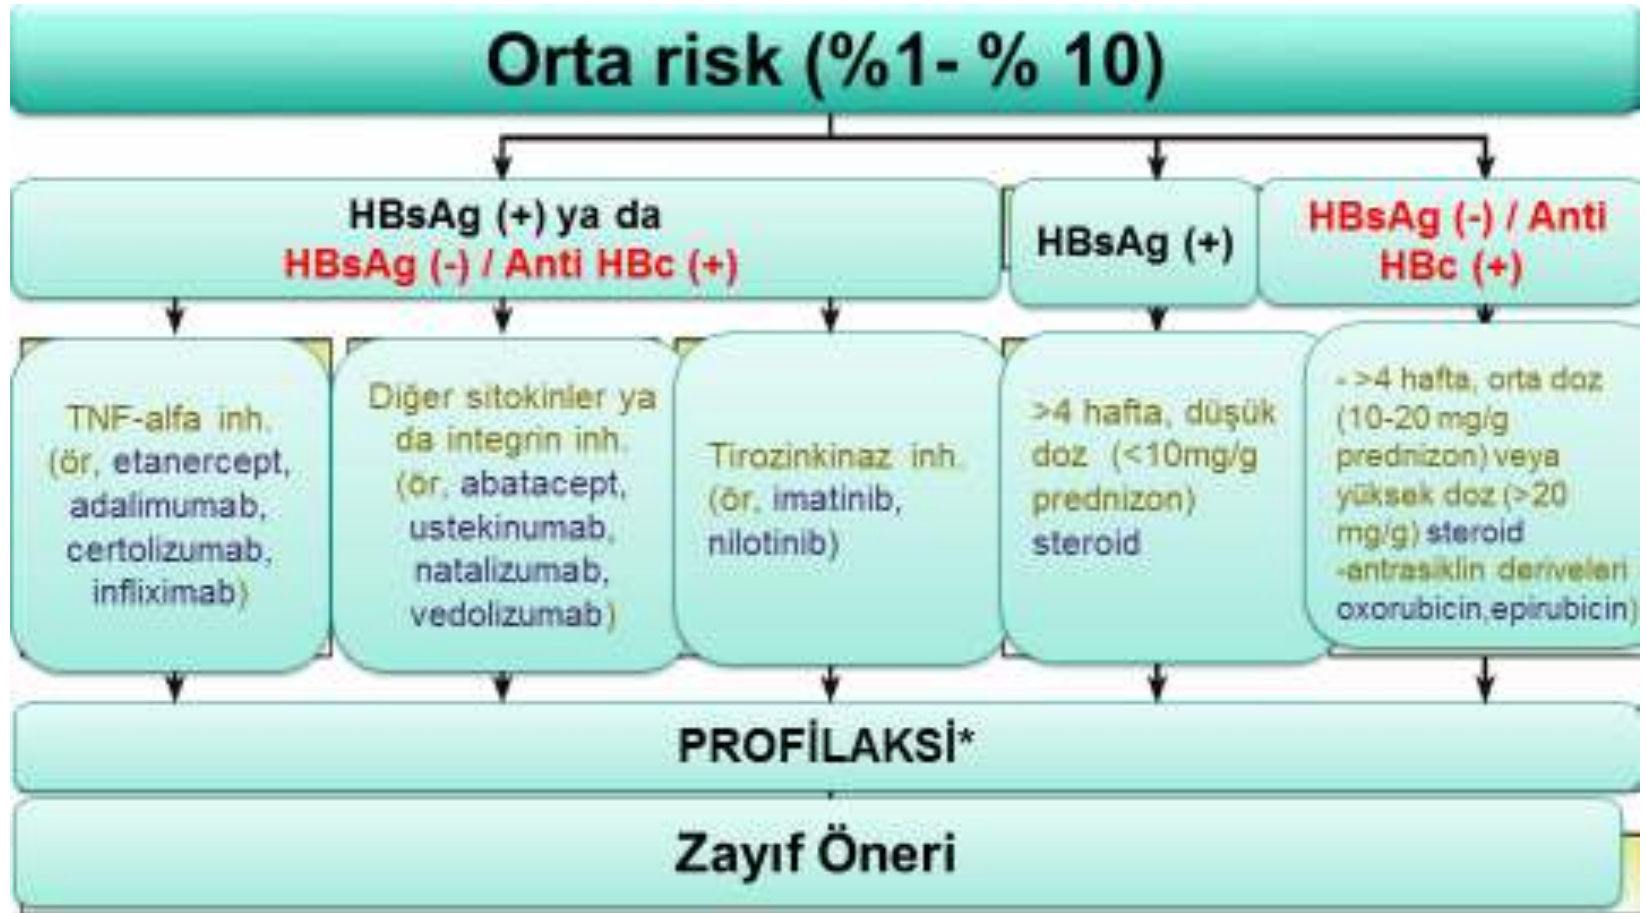 Orta risk (%1- % 10)
HBsAg (+) ya da
HBsAg (-) / Anti HBc (+)
HBsAg (+)
HBsAg (-) / Anti
HBc (+)
TNF-alfa inh.
(ör, etanercept,
adalimumab,
certolizumab,
infliximab)
Diğer sitokinler ya
da integrin inh.
(ör, abatacept,
ustekinumab,
natalizumab,
vedolizumab)
Tirozinkinaz inh.
(ör, imatinib,
nilotinib)
>4 hafta, düşük
doz (<10mg/g
prednizon)
steroid
- >4 hafta, orta doz
(10-20 mg/g
prednizon) veya
yüksek doz (>20
mg/g) steroid
-antrasiklin deriveleri
oxorubicin,epirubicin)
PROFİLAKSİ*
Zayıf Öneri